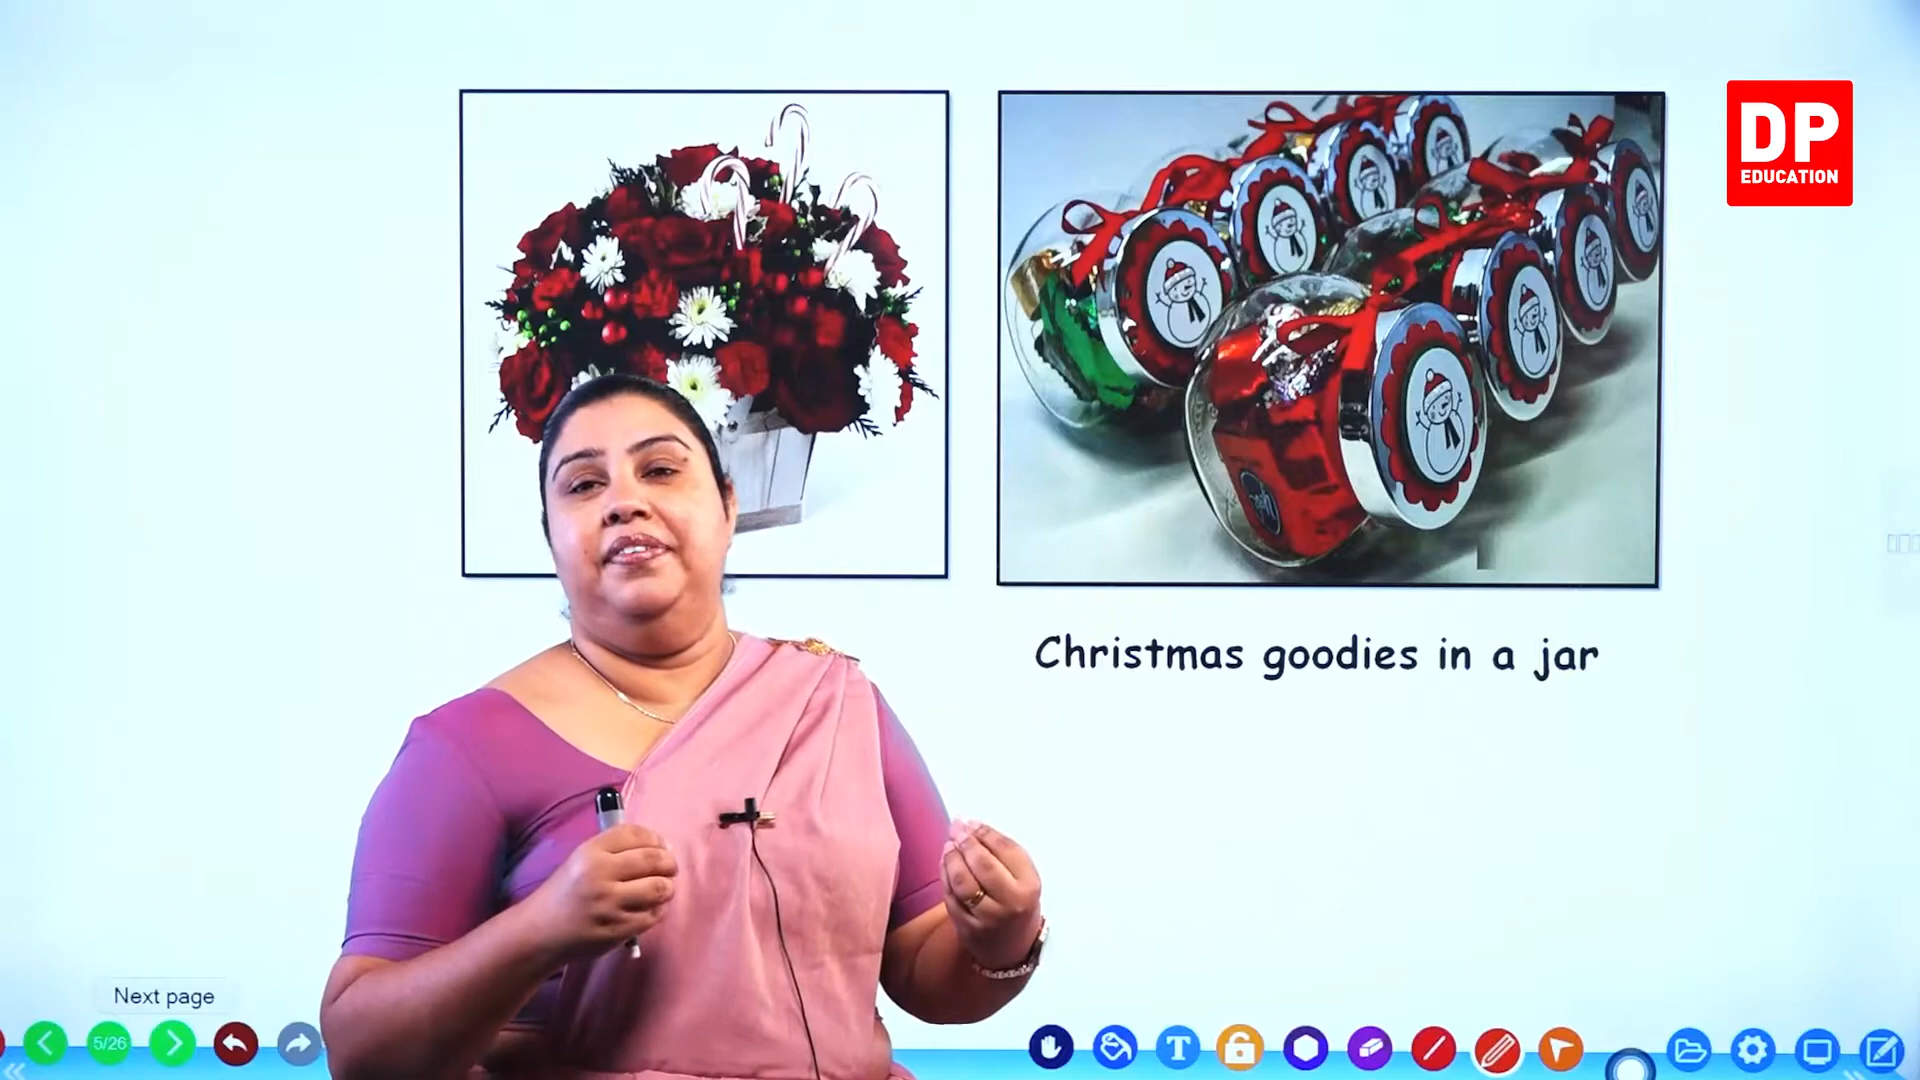 DP
EDUCATION
Christmas goodies in a jar
Next page
5/26
T